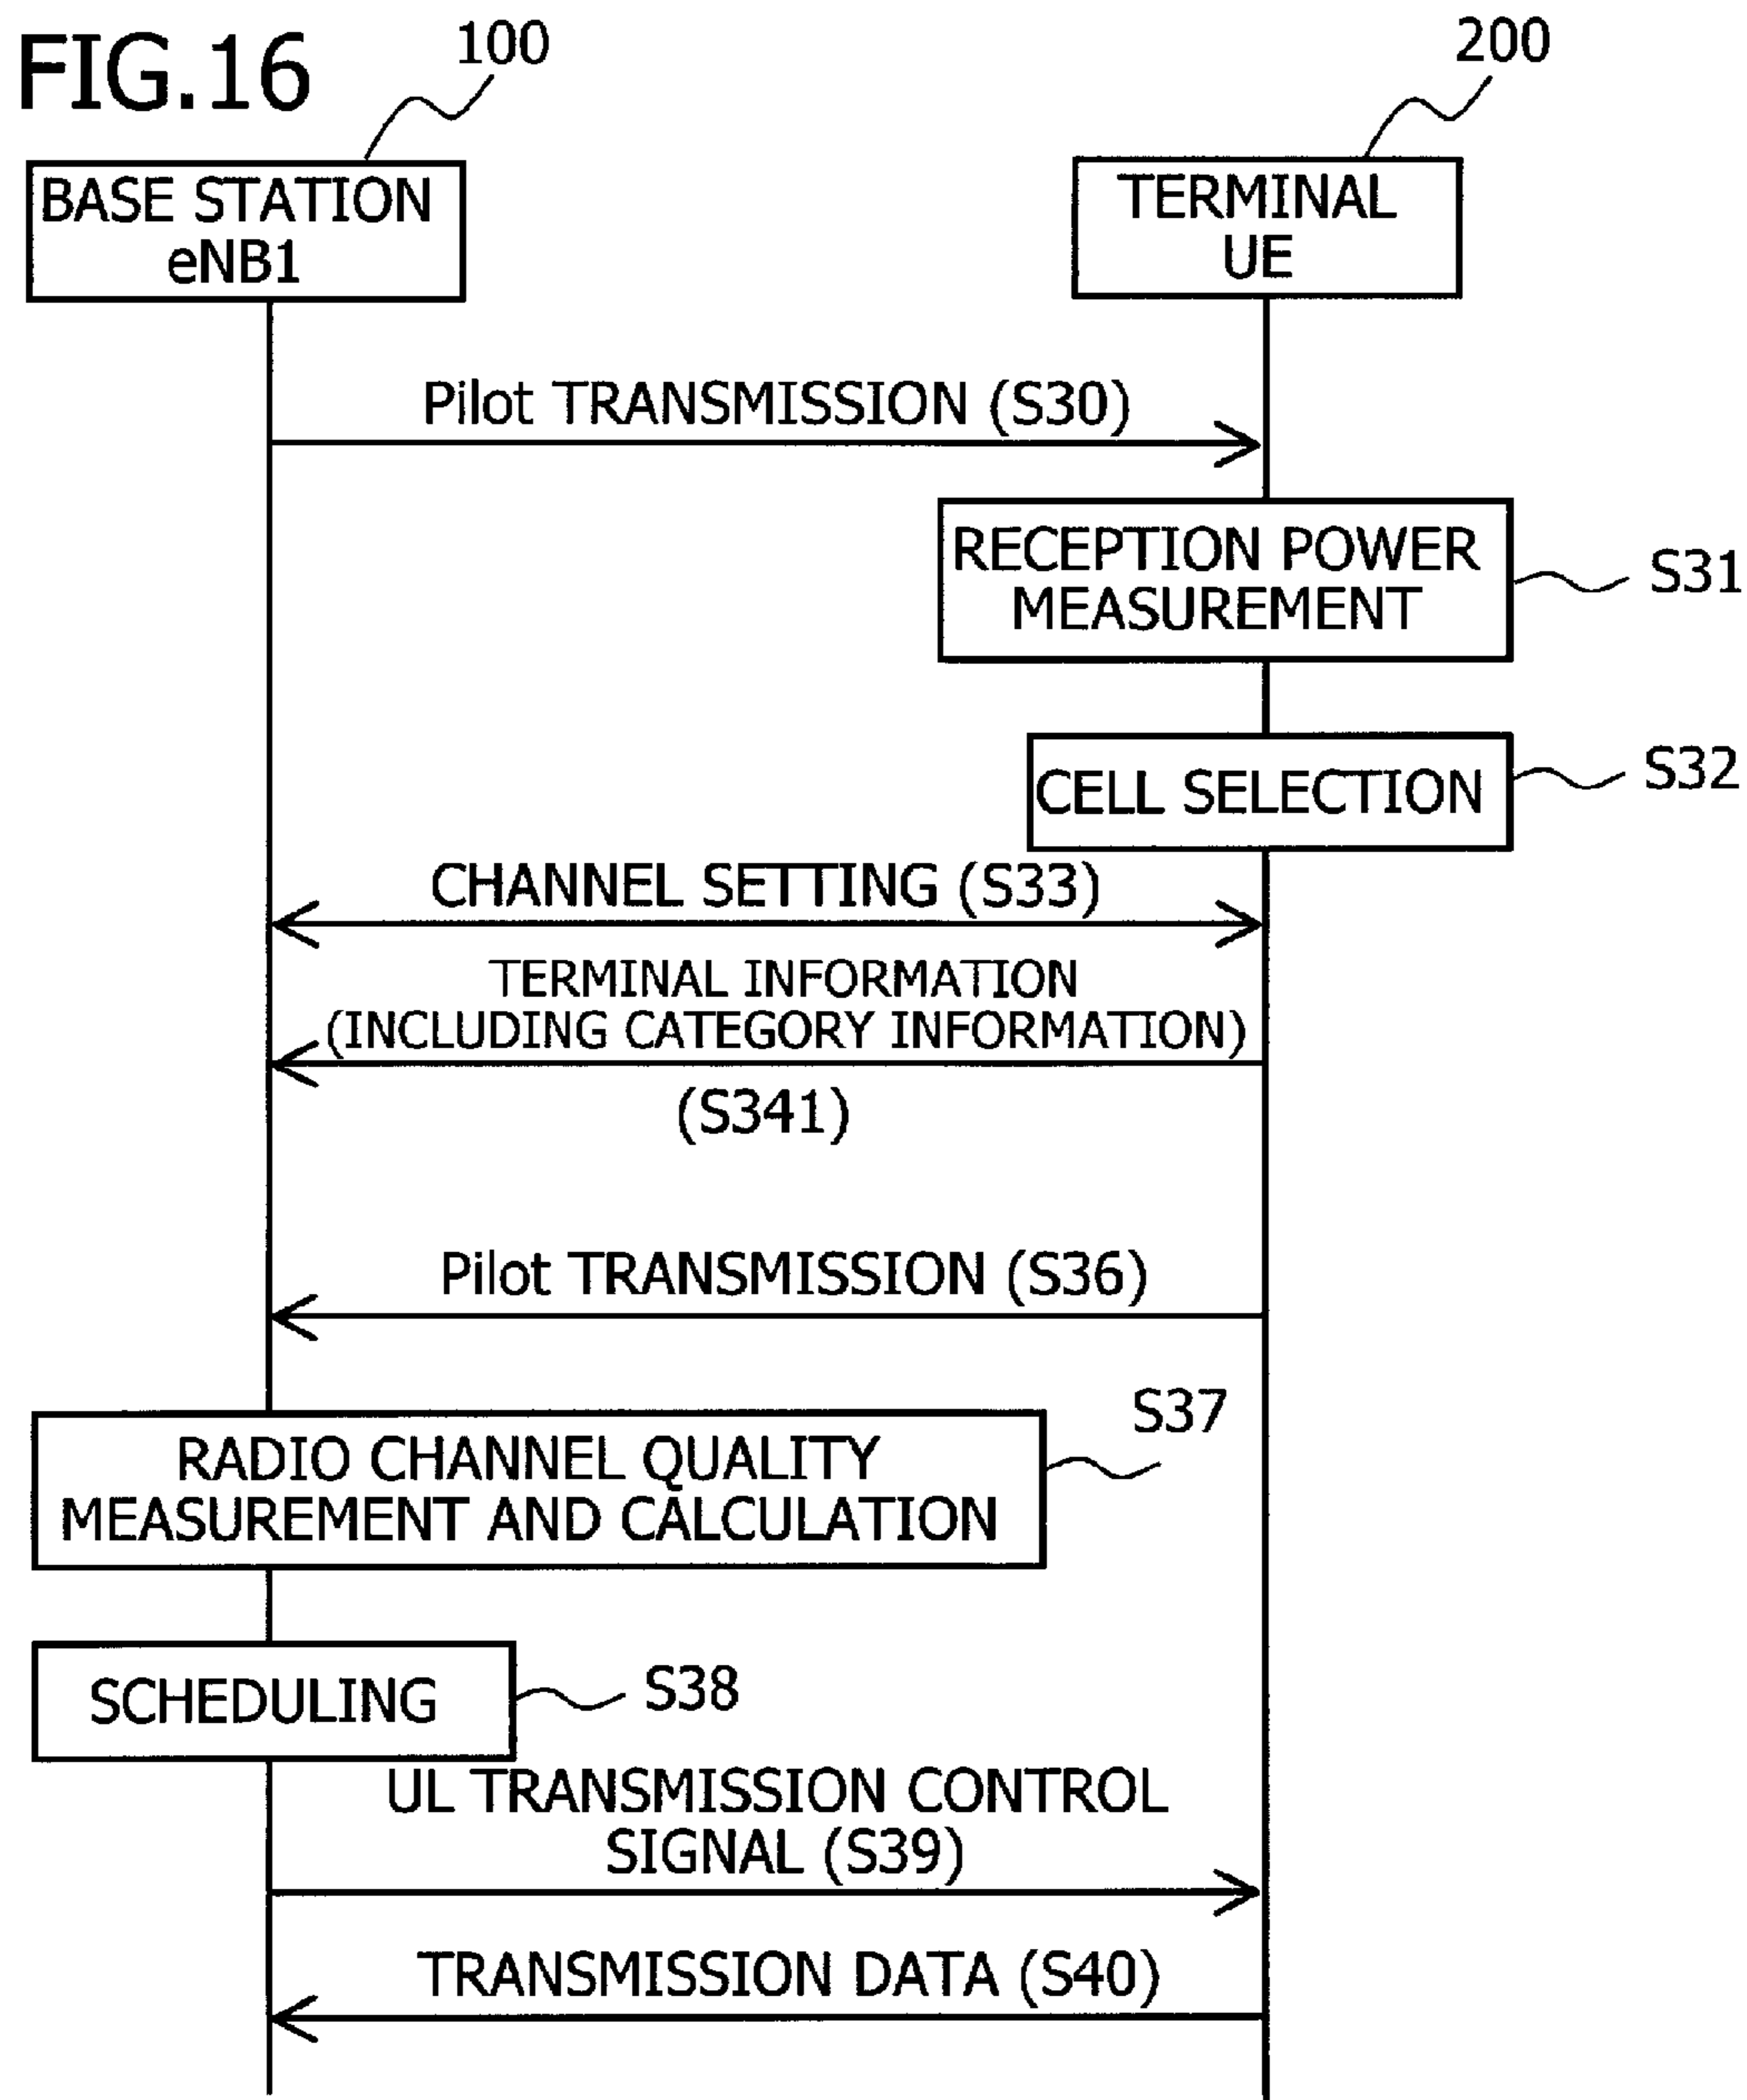 FIG.16
100
200
BASE STATION
eNB1
TERMINAL
UE
Pilot TRANSMISSION (S30)
RECEPTION POWER
MEASUREMENT
S31
CELL SELECTION
S32
CHANNEL SETTING (S33)
TERMINAL INFORMATION
(INCLUDING CATEGORY INFORMATION)
(S341)
Pilot TRANSMISSION (S36)
RADIO CHANNEL QUALITY
MEASUREMENT AND CALCULATION
S37
SCHEDULING
S38
UL TRANSMISSION CONTROL
SIGNAL (S39)
TRANSMISSION DATA (S40)